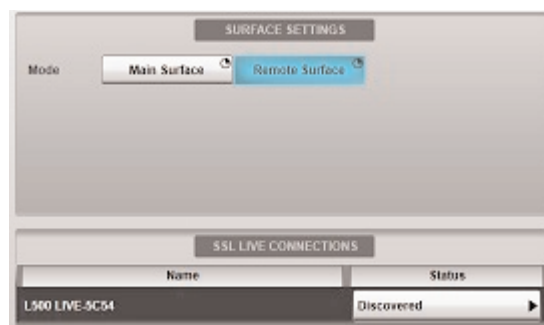 SURFACE SETTINGS
Mode Main Surface Remote Surface
SSL LIVE CONNECTIONS
Name Status
L500 LIVE-5C54 Discovered